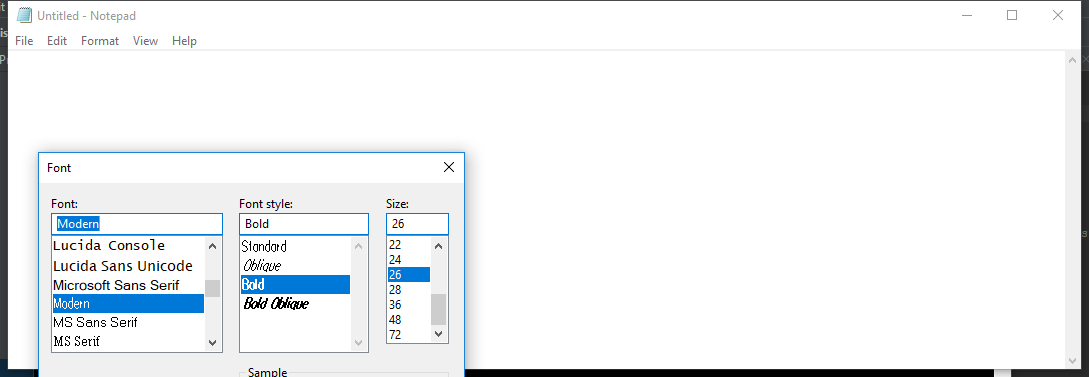 Untitled - Notepad
File Edit Format View Help
Font
Font: Font style: Size:
Modern Bold 26
Lucida Console
Lucida Sans Unicode
Microsoft Sans Serif
Modern
MS Sans Serif
MS Serif
Standard
Oblique
Bold
Bold Oblique
22
24
26
28
36
48
72
Sample